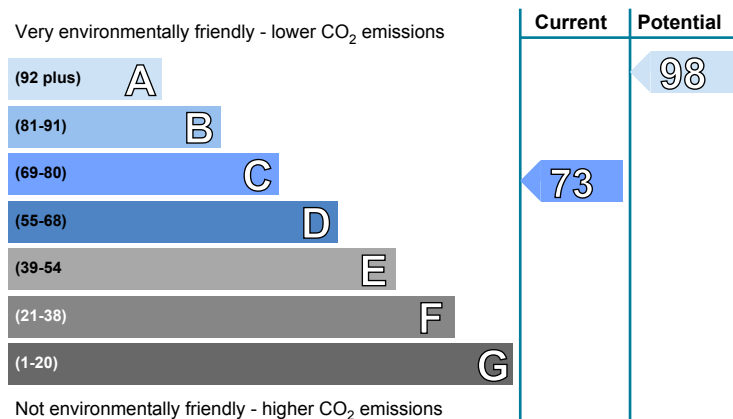 Very environmentally friendly - lower CO₂ emissions
Current
Potential
(92 plus) A
98
(81-91) B
(69-80) C
73
(55-68) D
(39-54 E
(21-38) F
(1-20) G
Not environmentally friendly - higher CO₂ emissions